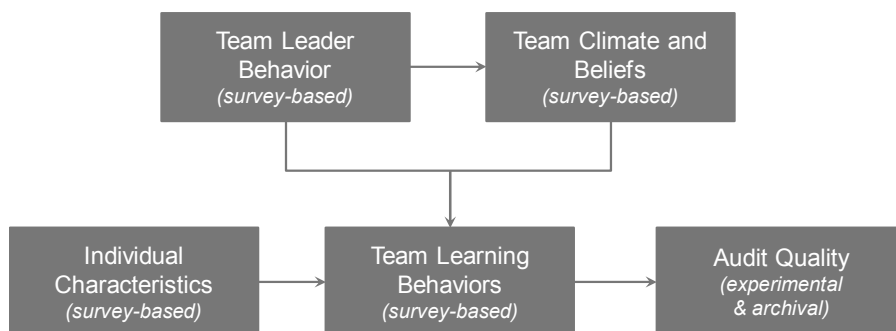 Team Leader
Behavior
(survey-based)
Team Climate and
Beliefs
(survey-based)
Individual
Characteristics
(survey-based)
Team Learning
Behaviors
(survey-based)
Audit Quality
(experimental
& archival)